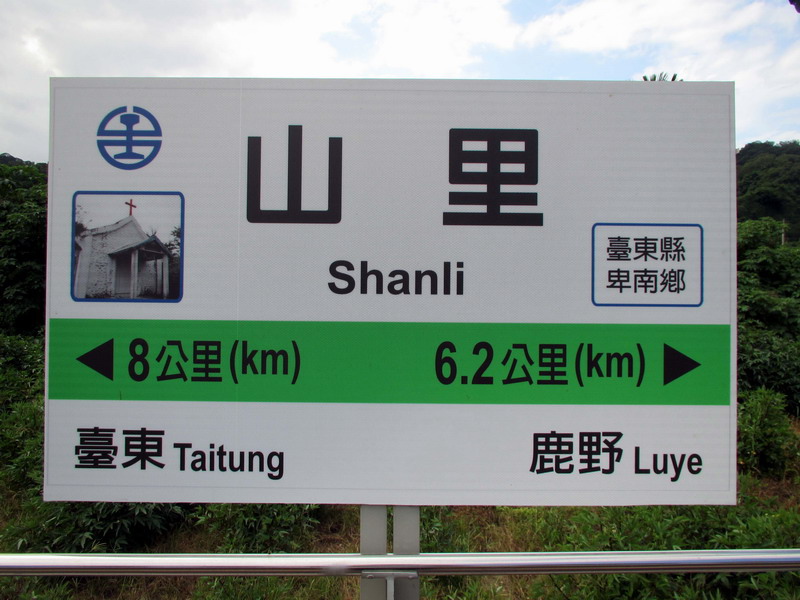 山里
Shanli
臺東縣
卑南鄉
8公里(km)
6.2公里(km)
臺東 Taitung
鹿野 Luye